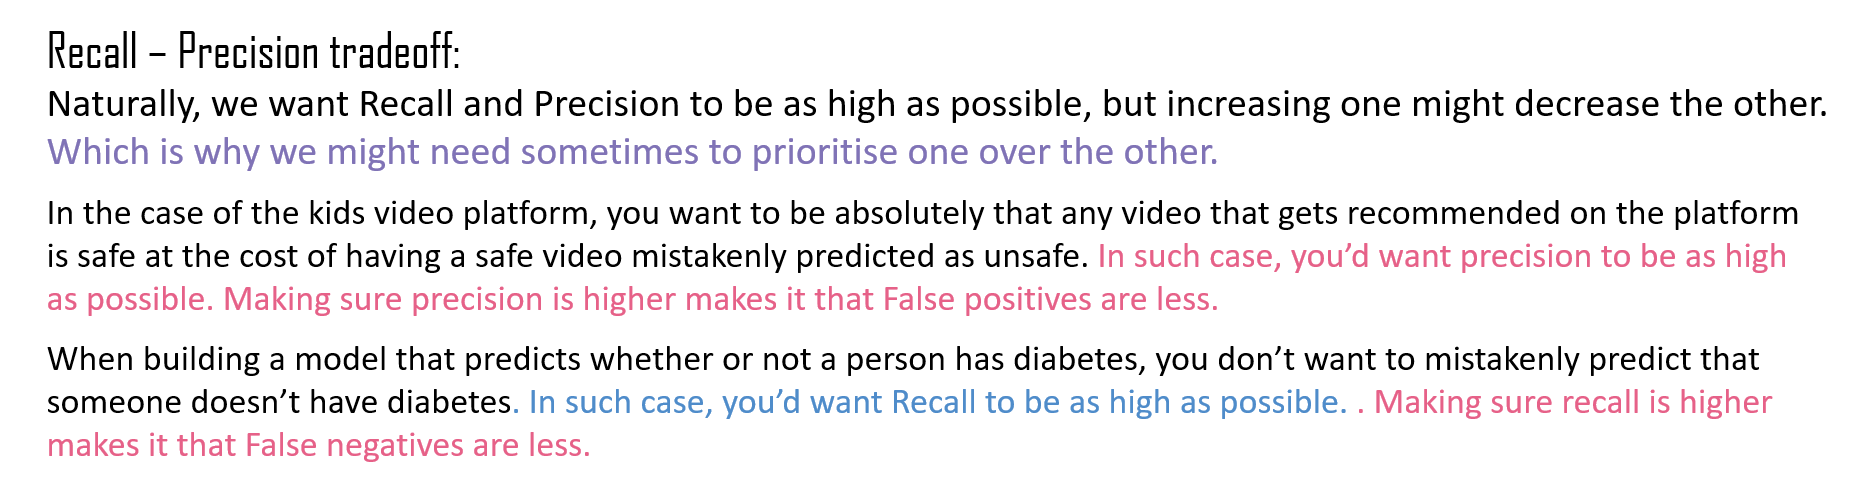 Recall – Precision tradeoff:
Naturally, we want Recall and Precision to be as high as possible, but increasing one might decrease the other.
Which is why we might need sometimes to prioritise one over the other.
In the case of the kids video platform, you want to be absolutely that any video that gets recommended on the platform
is safe at the cost of having a safe video mistakenly predicted as unsafe. In such case, you’d want precision to be as high
as possible. Making sure precision is higher makes it that False positives are less.
When building a model that predicts whether or not a person has diabetes, you don’t want to mistakenly predict that
someone doesn’t have diabetes. In such case, you’d want Recall to be as high as possible. . Making sure recall is higher
makes it that False negatives are less.